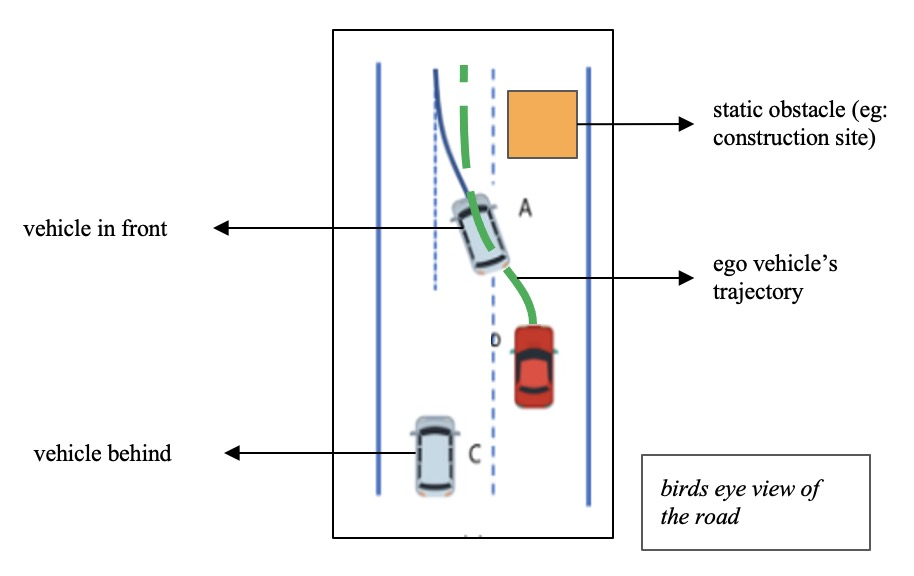 static obstacle (eg:
construction site)
A
vehicle in front
ego vehicle's
trajectory
vehicle behind
C
birds eye view of
the road